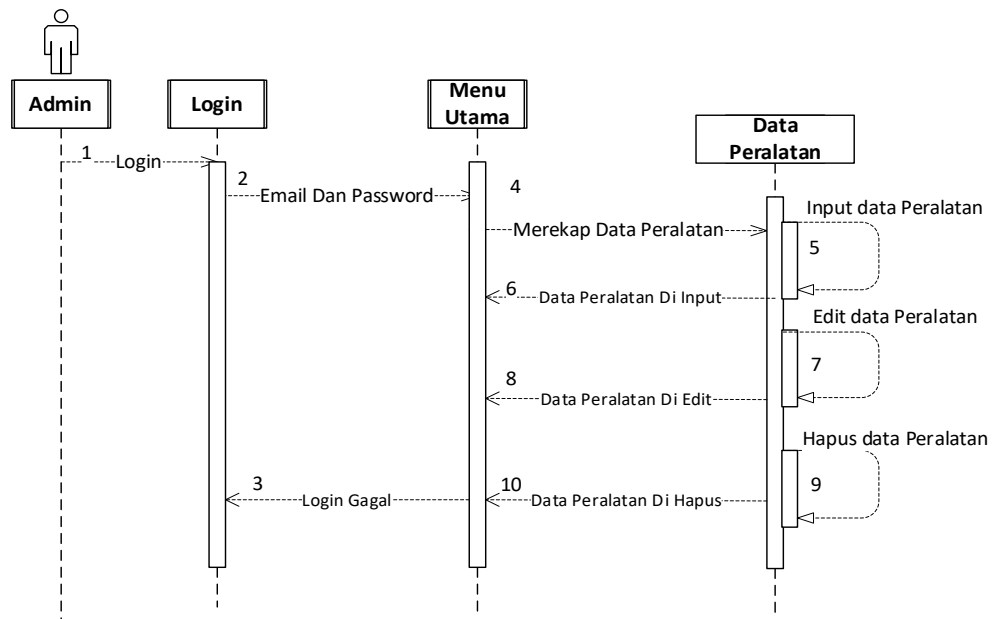 Admin
Login
Menu
Utama
Data
Peralatan
1
Login
2
Email Dan Password
4
Merekap Data Peralatan
Input data Peralatan
5
6
Data Peralatan Di Input
Edit data Peralatan
7
8
Data Peralatan Di Edit
Hapus data Peralatan
9
3
Login Gagal
10
Data Peralatan Di Hapus